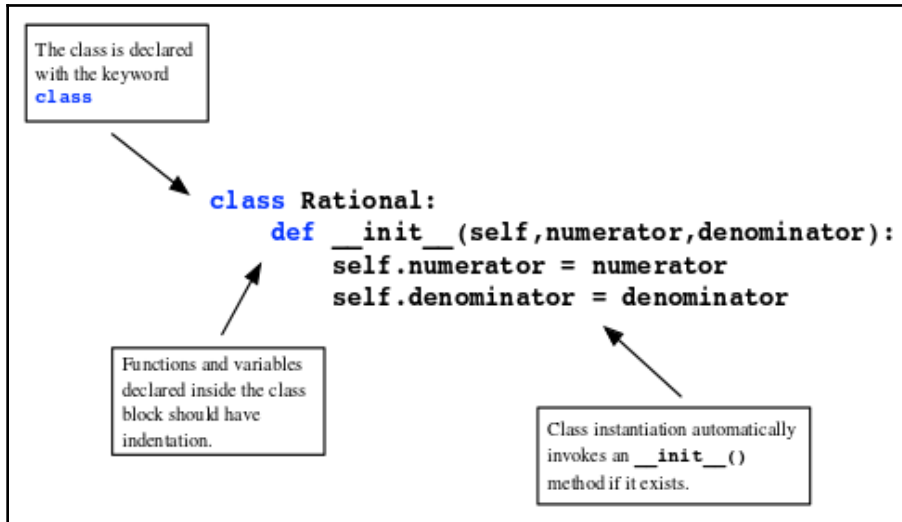 The class is declared
with the keyword
class
class Rational:
    def __init__(self,numerator,denominator):
        self.numerator = numerator
        self.denominator = denominator
Functions and variables
declared inside the class
block should have
indentation.
Class instantiation automatically
invokes an __init__()
method if it exists.